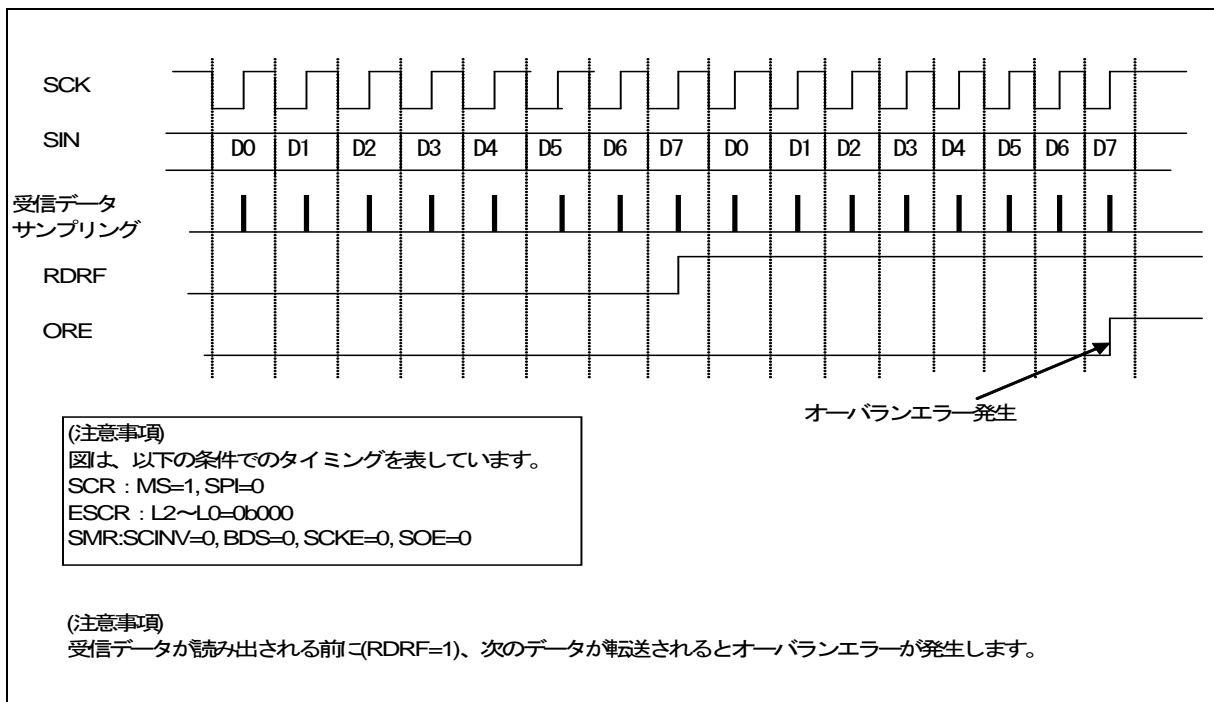 SCK
SIN
D0 D1 D2 D3 D4 D5 D6 D7 D0 D1 D2 D3 D4 D5 D6 D7
受信データ
サンプリング
RDRF
ORE
オーバランエラー発生
(注意事項)
図は、以下の条件でのタイミングを表しています。
SCR : MS=1, SPI=0
ESCR : L2~L0=0b000
SMR:SCINV=0, BDS=0, SCKE=0, SOE=0
(注意事項)
受信データが読み出される前に(RDRF=1)、次のデータが転送されるとオーバランエラーが発生します。